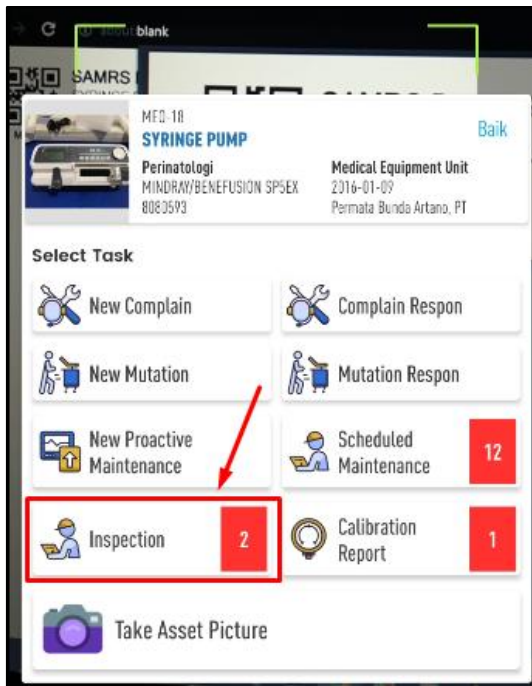 about:blank
SAMRS
MED-18
SYRINGE PUMP
Baik
Perinatologi
Medical Equipment Unit
MINDRAY/BENEFUSION SP5EX
2016-01-09
8080593
Permata Bunda Artano, PT
Select Task
New Complain
Complain Respon
New Mutation
Mutation Respon
New Proactive
Maintenance
Scheduled
Maintenance
12
Inspection
2
Calibration
Report
1
Take Asset Picture